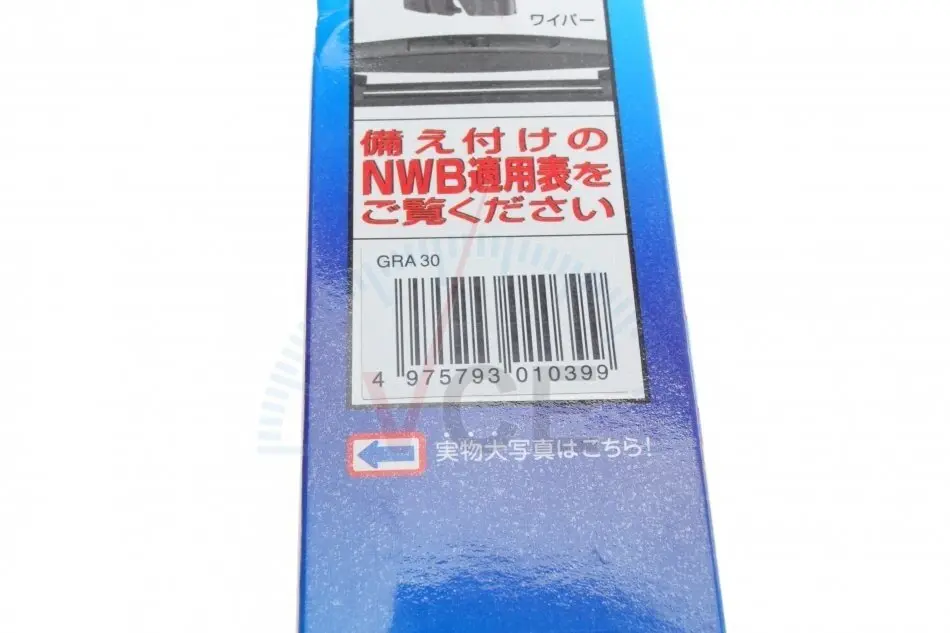 ワイパー
備え付けの
NWB適用表を
ご覧ください
GRA 30
4 975793 010399
VCI
実物大写真はこちら!